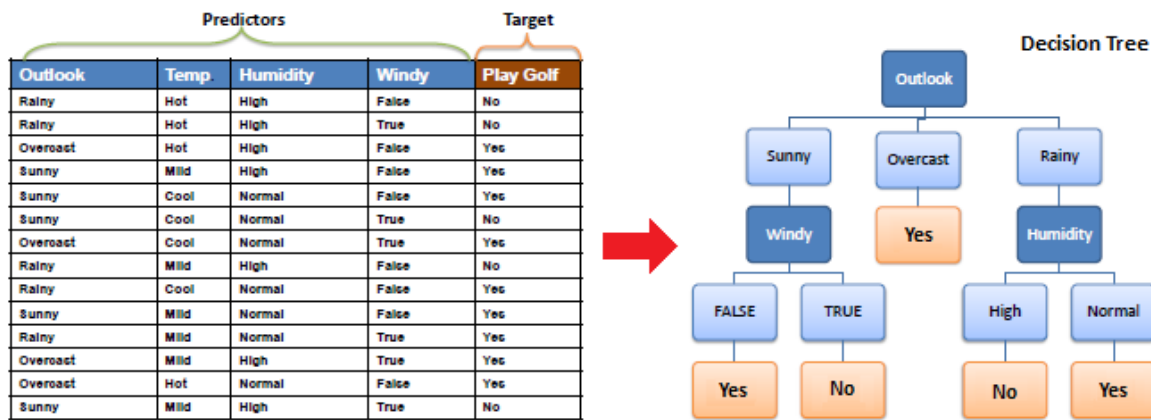 Predictors Target
Outlook Temp. Humidity Windy Play Golf
Rainy Hot High False No
Rainy Hot High True No
Overcast Hot High False Yes
Sunny Mild High False Yes
Sunny Cool Normal False Yes
Sunny Cool Normal True No
Overcast Cool Normal True Yes
Rainy Mild High False No
Rainy Cool Normal False Yes
Sunny Mild Normal False Yes
Rainy Mild Normal True Yes
Overcast Mild High True Yes
Overcast Hot Normal False Yes
Sunny Mild High True No
Decision Tree
Outlook
Sunny Overcast Rainy
Windy Yes Humidity
FALSE TRUE High Normal
Yes No No Yes